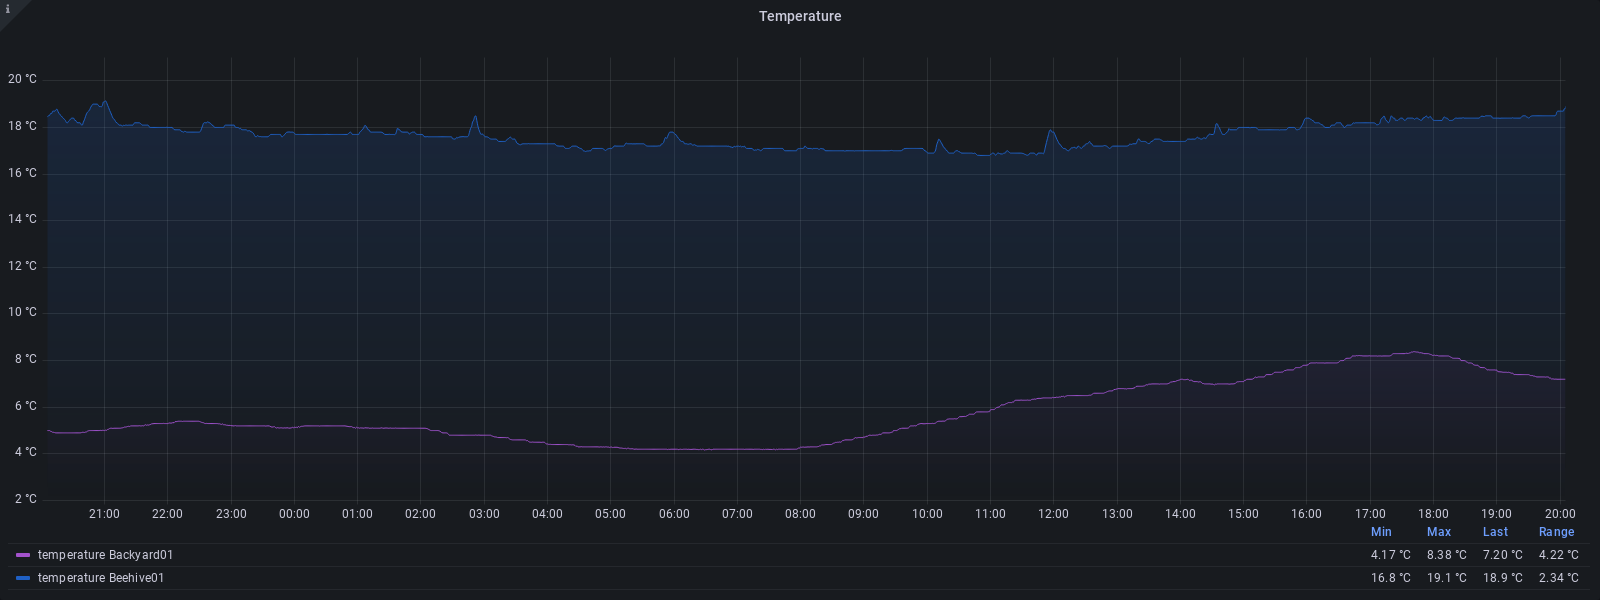 i
Temperature
20 °C
18 °C
16 °C
14 °C
12 °C
10 °C
8 °C
6 °C
4 °C
2 °C
21:00 22:00 23:00 00:00 01:00 02:00 03:00 04:00 05:00 06:00 07:00 08:00 09:00 10:00 11:00 12:00 13:00 14:00 15:00 16:00 17:00 18:00 19:00 20:00
Min Max Last Range
temperature Backyard01 4.17 °C 8.38 °C 7.20 °C 4.22 °C
temperature Beehive01 16.8 °C 19.1 °C 18.9 °C 2.34 °C